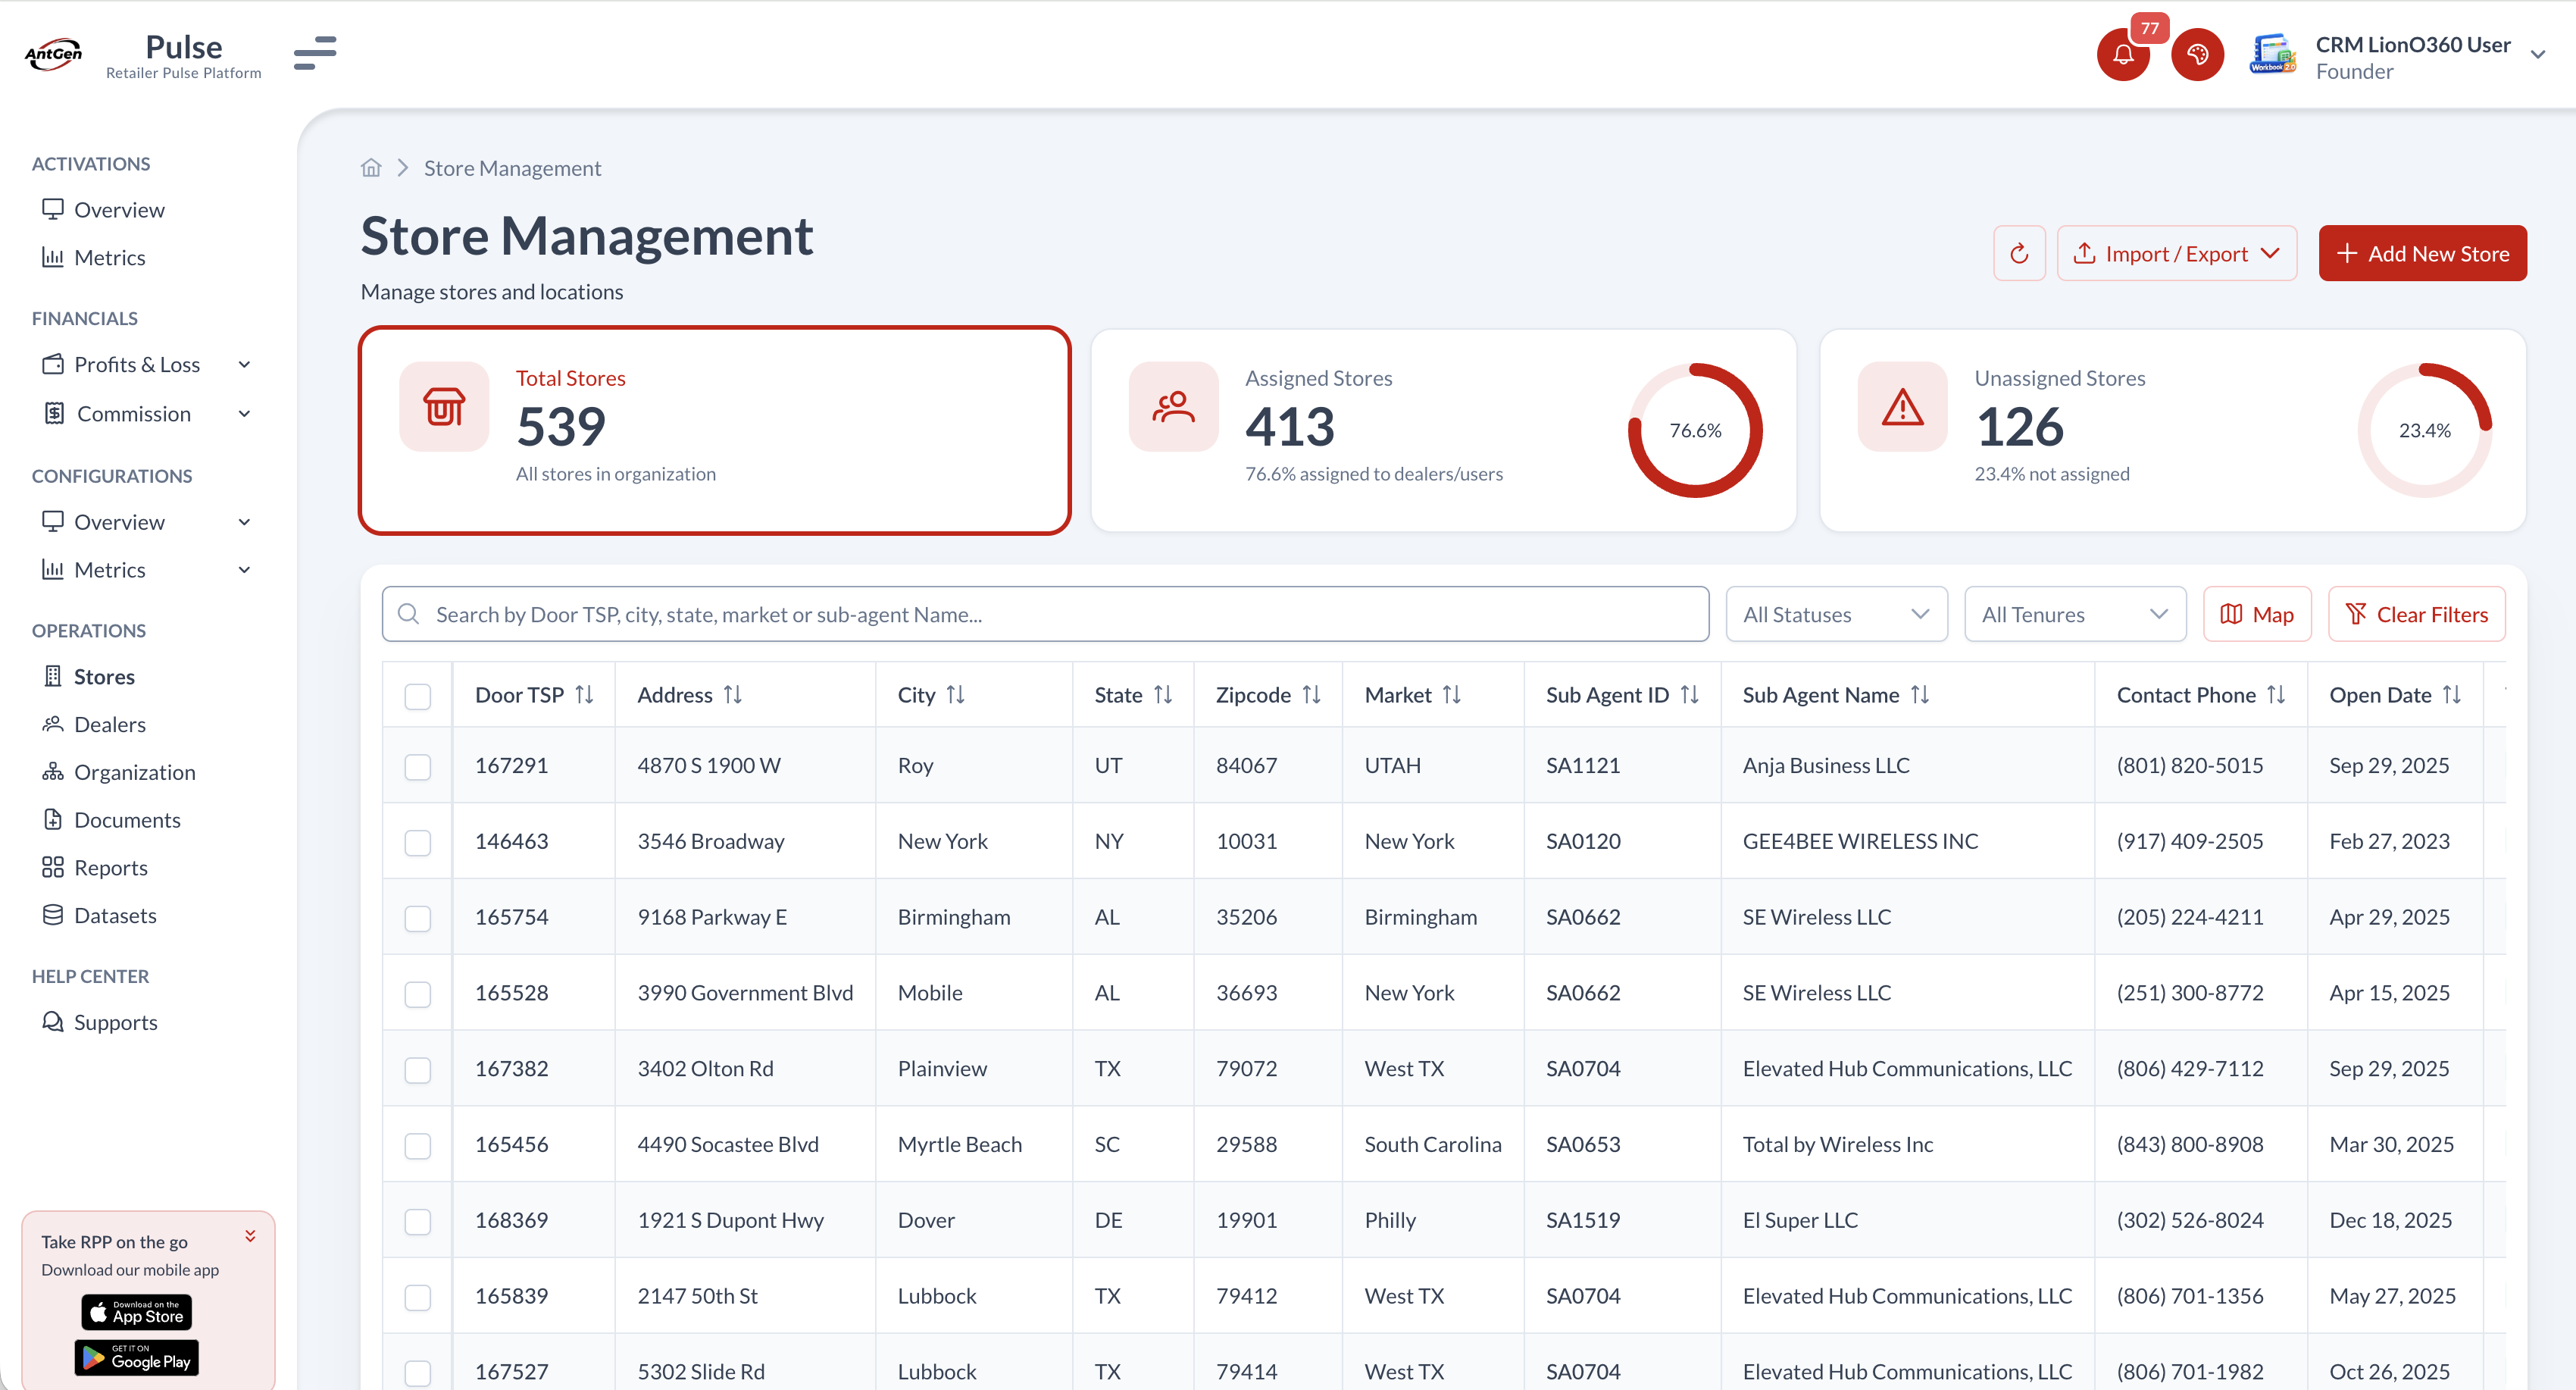 AntGen
Pulse
Retailer Pulse Platform
77
Workbook 2.0
CRM LionO360 User
Founder
ACTIVATIONS
Overview
Metrics
FINANCIALS
Profits & Loss
Commission
CONFIGURATIONS
Overview
Metrics
OPERATIONS
Stores
Dealers
Organization
Documents
Reports
Datasets
HELP CENTER
Supports
Take RPP on the go
Download our mobile app
Download on the
App Store
GET IT ON
Google Play
Store Management
Store Management
Manage stores and locations
Import / Export
Add New Store
Total Stores
539
All stores in organization
Assigned Stores
413
76.6% assigned to dealers/users
76.6%
Unassigned Stores
126
23.4% not assigned
23.4%
Search by Door TSP, city, state, market or sub-agent Name...
All Statuses
All Tenures
Map
Clear Filters
Door TSP Address City State Zipcode Market Sub Agent ID Sub Agent Name Contact Phone Open Date
167291 4870 S 1900 W Roy UT 84067 UTAH SA1121 Anja Business LLC (801) 820-5015 Sep 29, 2025
146463 3546 Broadway New York NY 10031 New York SA0120 GEE4BEE WIRELESS INC (917) 409-2505 Feb 27, 2023
165754 9168 Parkway E Birmingham AL 35206 Birmingham SA0662 SE Wireless LLC (205) 224-4211 Apr 29, 2025
165528 3990 Government Blvd Mobile AL 36693 New York SA0662 SE Wireless LLC (251) 300-8772 Apr 15, 2025
167382 3402 Olton Rd Plainview TX 79072 West TX SA0704 Elevated Hub Communications, LLC (806) 429-7112 Sep 29, 2025
165456 4490 Socastee Blvd Myrtle Beach SC 29588 South Carolina SA0653 Total by Wireless Inc (843) 800-8908 Mar 30, 2025
168369 1921 S Dupont Hwy Dover DE 19901 Philly SA1519 El Super LLC (302) 526-8024 Dec 18, 2025
165839 2147 50th St Lubbock TX 79412 West TX SA0704 Elevated Hub Communications, LLC (806) 701-1356 May 27, 2025
167527 5302 Slide Rd Lubbock TX 79414 West TX SA0704 Elevated Hub Communications, LLC (806) 701-1982 Oct 26, 2025